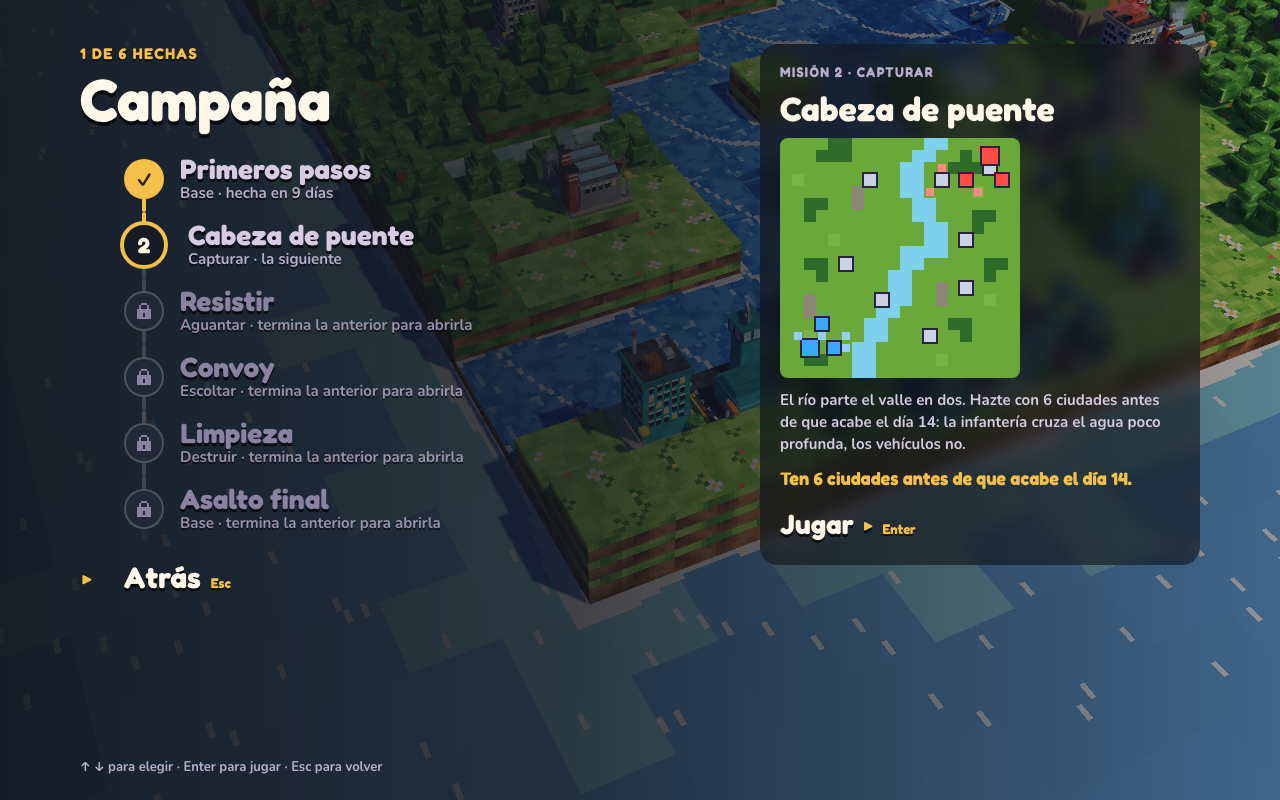 1 DE 6 HECHAS
Campaña
Primeros pasos
Base · hecha en 9 días
2
Cabeza de puente
Capturar · la siguiente
Resistir
Aguantar · termina la anterior para abrirla
Convoy
Escoltar · termina la anterior para abrirla
Limpieza
Destruir · termina la anterior para abrirla
Asalto final
Base · termina la anterior para abrirla
Atrás Esc
MISIÓN 2 · CAPTURAR
Cabeza de puente
El río parte el valle en dos. Hazte con 6 ciudades antes
de que acabe el día 14: la infantería cruza el agua poco
profunda, los vehículos no.
Ten 6 ciudades antes de que acabe el día 14.
Jugar Enter
↑ ↓ para elegir · Enter para jugar · Esc para volver